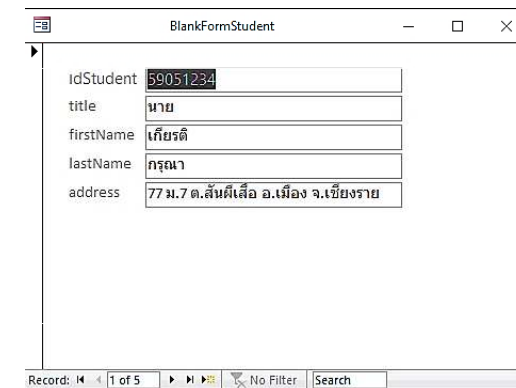 BlankFormStudent
idStudent 59051234
title นาย
firstName เกียรติ
lastName กรุณา
address 77 ม.7 ต.สันผีเสื้อ อ.เมือง จ.เชียงราย
Record: 1 of 5 No Filter Search